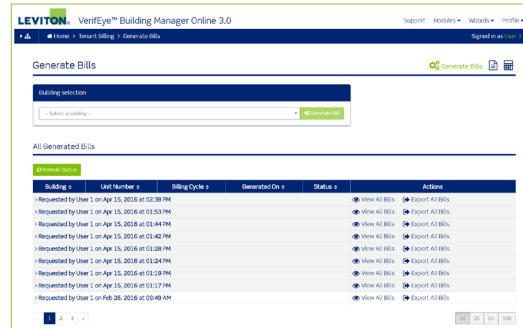 LEVITON. VerifEye™ Building Manager Online 3.0
Support Modules Wizards Profile
Home > Tenant Billing > Generate Bills
Signed in as User 1
Generate Bills
Generate Bills
Building selection
-- Select a building --
Generate Bill
All Generated Bills
Refresh Status
Building Unit Number Billing Cycle Generated On Status Actions
> Requested by User 1 on Apr 15, 2016 at 02:38 PM View All Bills Export All Bills
> Requested by User 1 on Apr 15, 2016 at 01:53 PM View All Bills Export All Bills
> Requested by User 1 on Apr 15, 2016 at 01:44 PM View All Bills Export All Bills
> Requested by User 1 on Apr 15, 2016 at 01:42 PM View All Bills Export All Bills
> Requested by User 1 on Apr 15, 2016 at 01:28 PM View All Bills Export All Bills
> Requested by User 1 on Apr 15, 2016 at 01:24 PM View All Bills Export All Bills
> Requested by User 1 on Apr 15, 2016 at 01:19 PM View All Bills Export All Bills
> Requested by User 1 on Apr 15, 2016 at 01:17 PM View All Bills Export All Bills
> Requested by User 1 on Feb 26, 2016 at 09:49 AM View All Bills Export All Bills
1 2 3 »
25 50 100